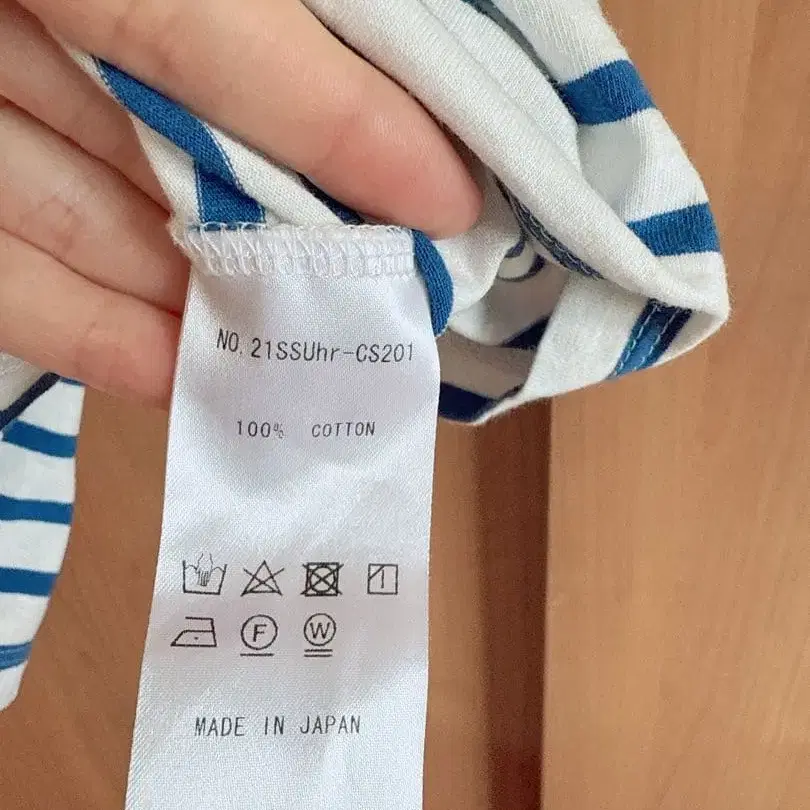 NO. 21SSUhr-CS201
100% COTTON
F W
MADE IN JAPAN